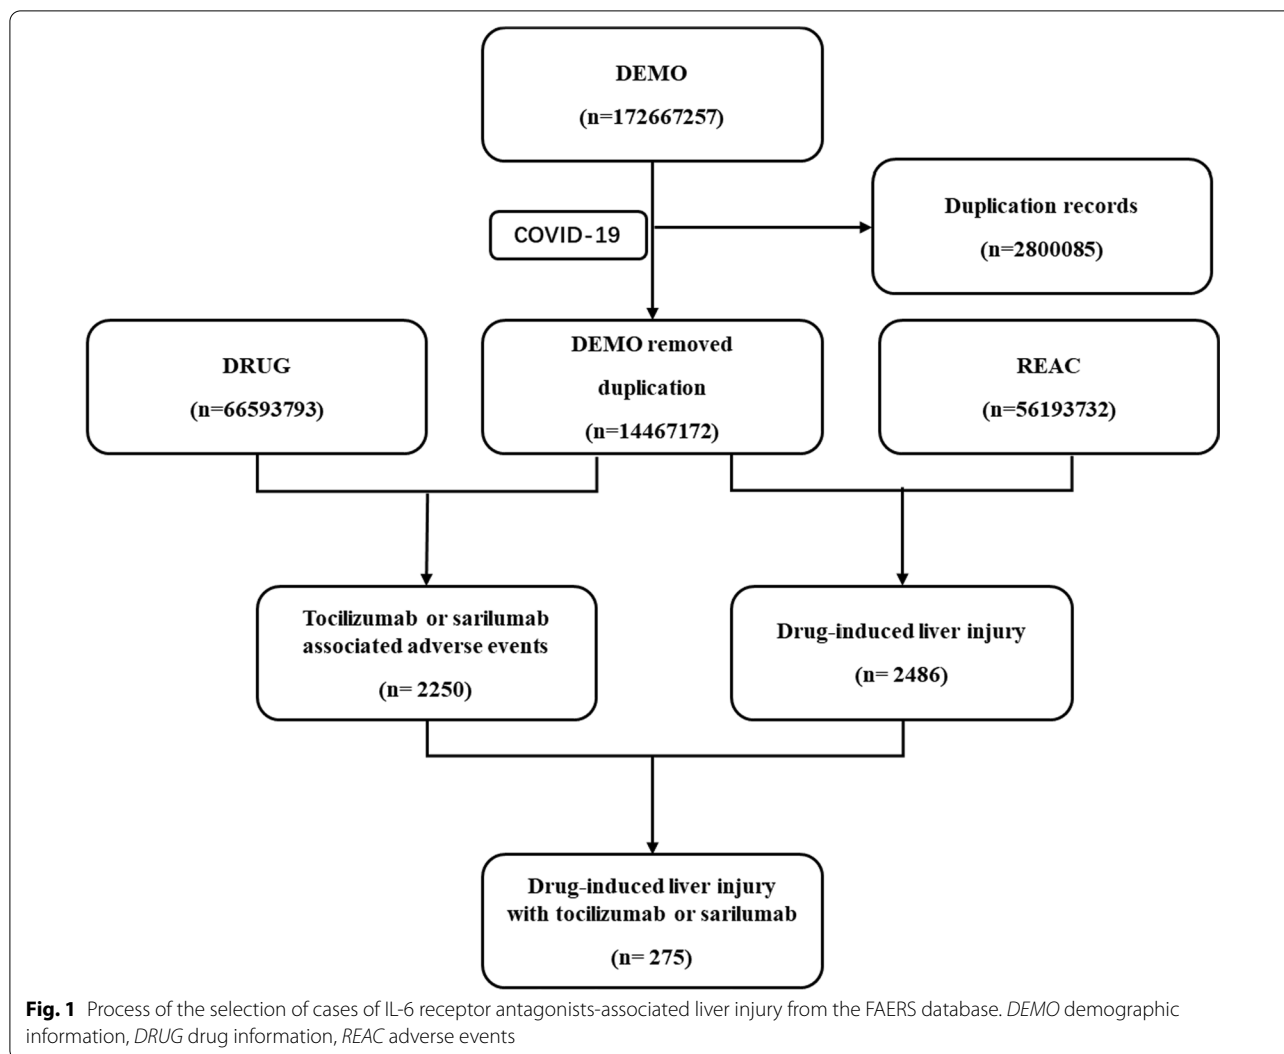 DEMO
(n=172667257)
COVID-19
Duplication records
(n=2800085)
DRUG
(n=66593793)
DEMO removed
duplication
(n=14467172)
REAC
(n=56193732)
Tocilizumab or sarilumab
associated adverse events
(n= 2250)
Drug-induced liver injury
(n= 2486)
Drug-induced liver injury
with tocilizumab or sarilumab
(n= 275)
Fig. 1 Process of the selection of cases of IL-6 receptor antagonists-associated liver injury from the FAERS database. DEMO demographic
information, DRUG drug information, REAC adverse events